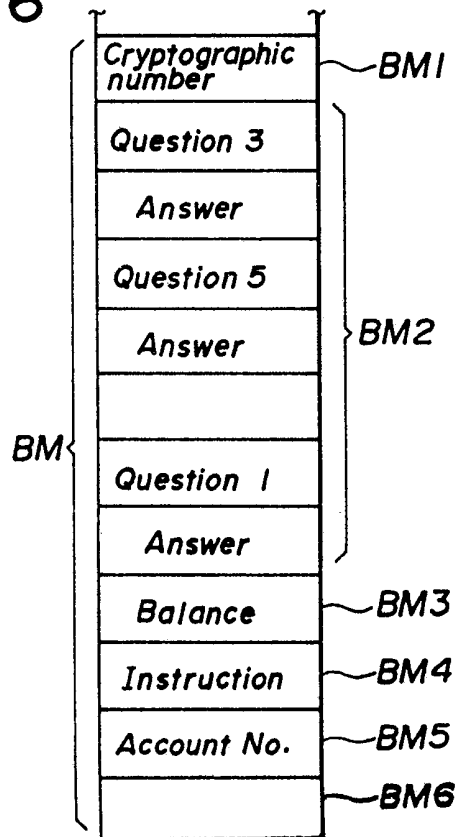 6
Cryptographic
number
BM1
Question 3
Answer
Question 5
Answer
BM2
BM
Question 1
Answer
Balance
BM3
Instruction
BM4
Account No.
BM5
BM6